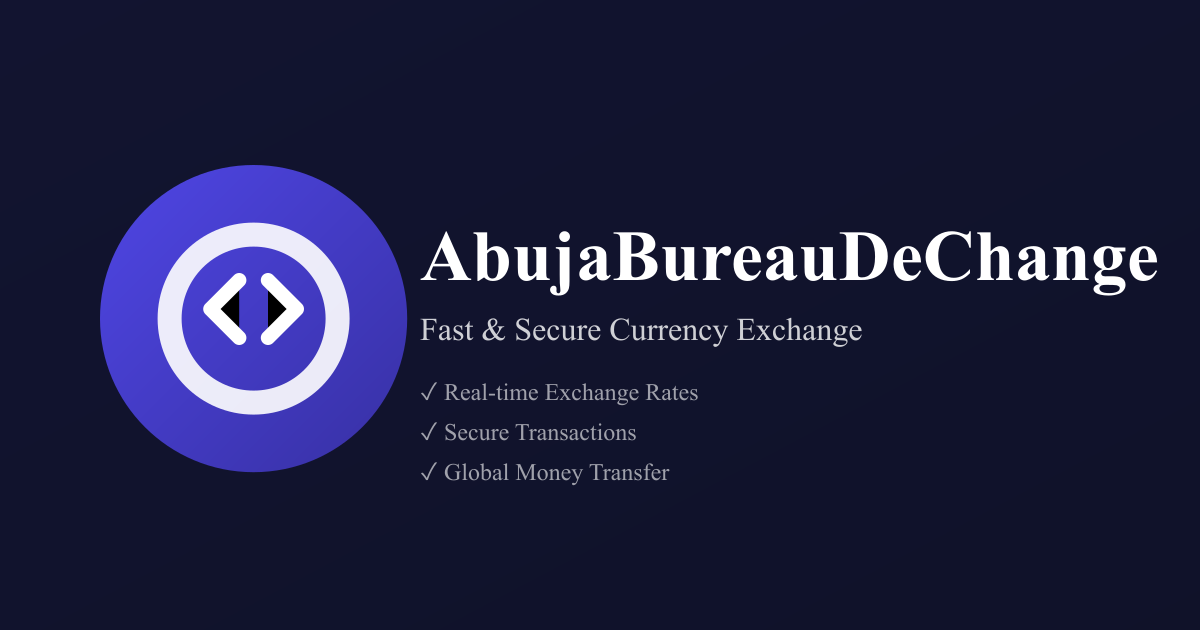 AbujaBureauDeChange
Fast & Secure Currency Exchange
✓ Real-time Exchange Rates
✓ Secure Transactions
✓ Global Money Transfer